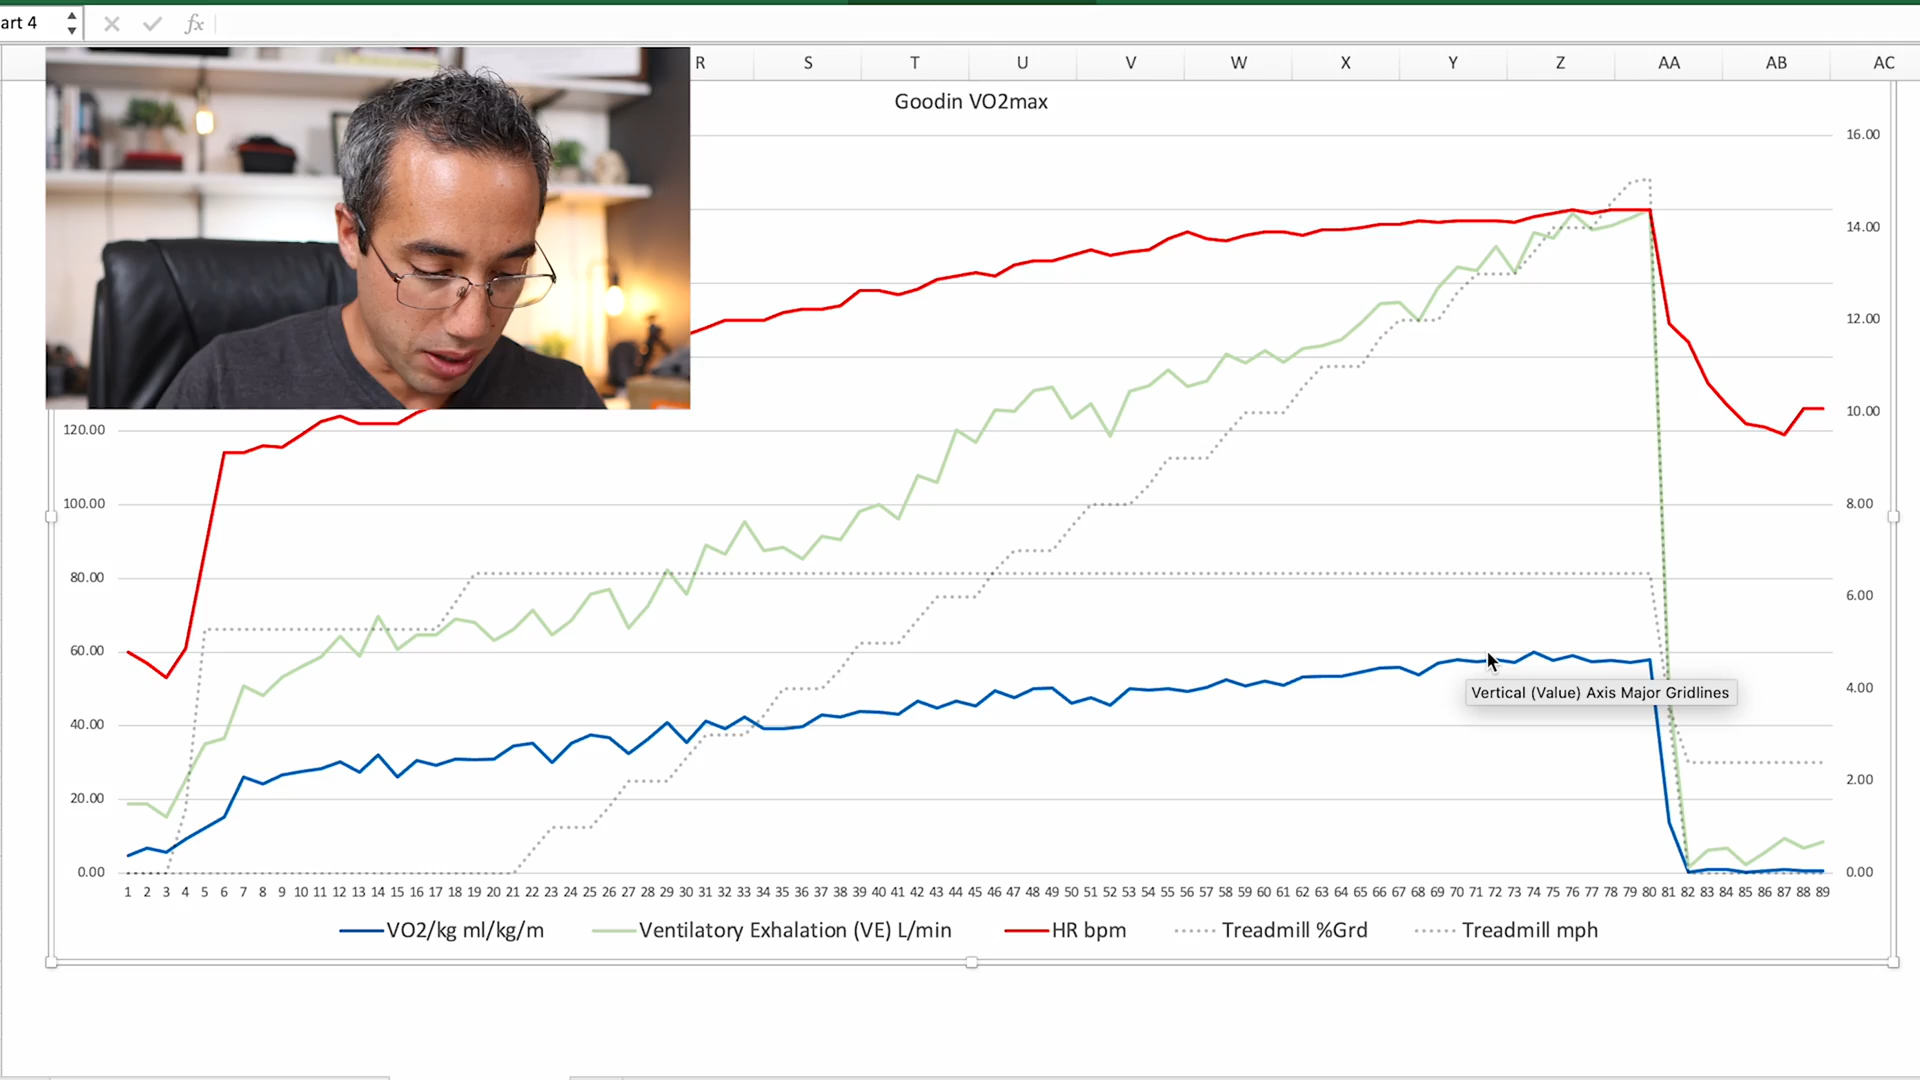 art 4
fx
R S T U V W X Y Z AA AB AC
Goodin VO2max
16.00
14.00
12.00
10.00
8.00
6.00
4.00
2.00
0.00
120.00
100.00
80.00
60.00
40.00
20.00
0.00
Vertical (Value) Axis Major Gridlines
1 2 3 4 5 6 7 8 9 10 11 12 13 14 15 16 17 18 19 20 21 22 23 24 25 26 27 28 29 30 31 32 33 34 35 36 37 38 39 40 41 42 43 44 45 46 47 48 49 50 51 52 53 54 55 56 57 58 59 60 61 62 63 64 65 66 67 68 69 70 71 72 73 74 75 76 77 78 79 80 81 82 83 84 85 86 87 88 89
VO2/kg ml/kg/m Ventilatory Exhalation (VE) L/min HR bpm Treadmill %Grd Treadmill mph